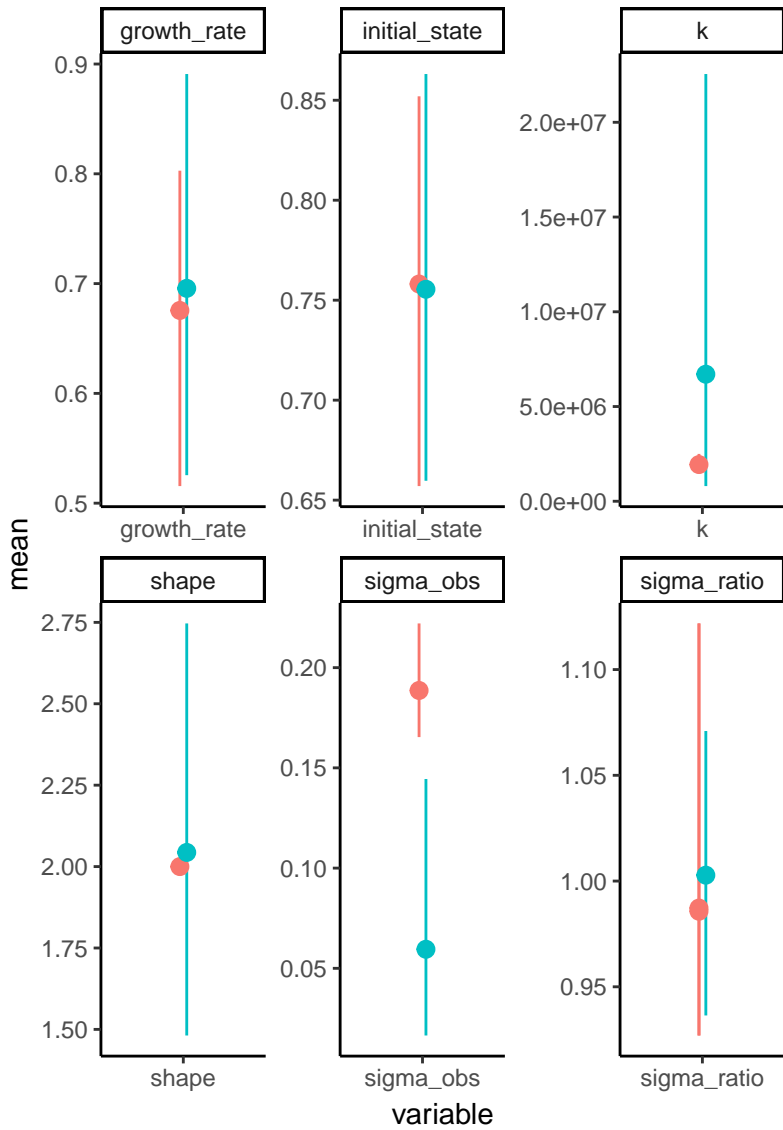 growth_rate
initial_state
k
0.9
0.8
0.7
0.6
0.5
0.85
0.80
0.75
0.70
0.65
2.0e+07
1.5e+07
1.0e+07
5.0e+06
0.0e+00
growth_rate
initial_state
k
mean
shape
sigma_obs
sigma_ratio
2.75
2.50
2.25
2.00
1.75
1.50
0.20
0.15
0.10
0.05
1.10
1.05
1.00
0.95
shape
sigma_obs
sigma_ratio
variable